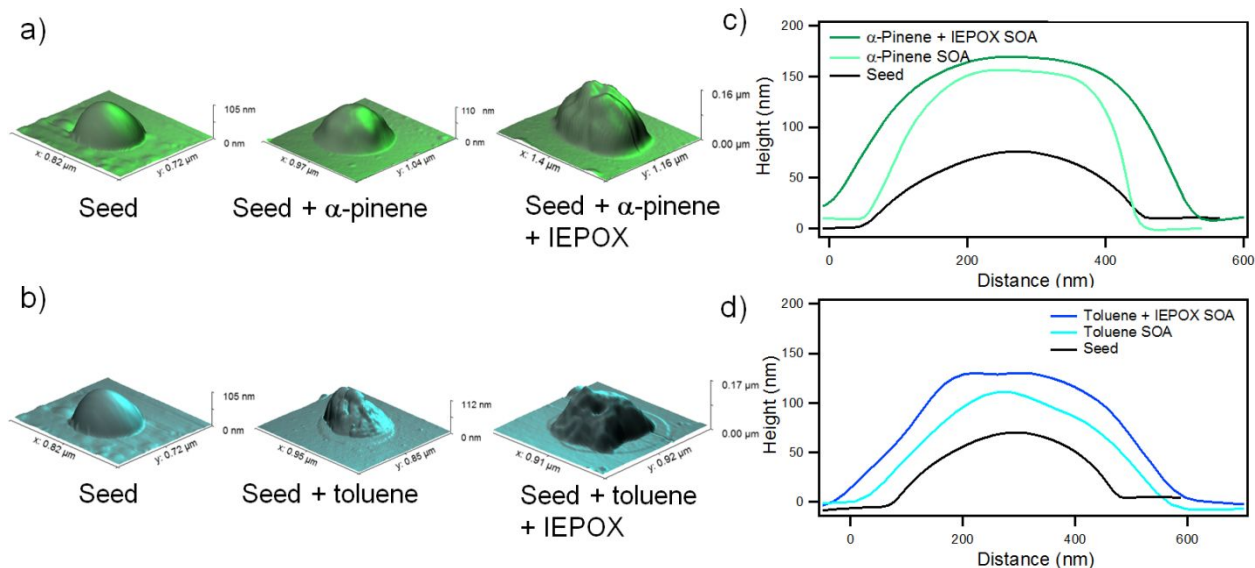 a)
105 nm
0 nm
x: 0.82 µm
y: 0.72 µm
Seed
110 nm
0 nm
x: 0.97 µm
y: 1.04 µm
Seed + α-pinene
0.16 µm
0.00 µm
x: 1.4 µm
y: 1.16 µm
Seed + α-pinene
+ IEPOX
b)
105 nm
0 nm
x: 0.82 µm
y: 0.72 µm
Seed
112 nm
0 nm
x: 0.95 µm
y: 0.85 µm
Seed + toluene
0.17 µm
0.00 µm
x: 0.91 µm
y: 0.92 µm
Seed + toluene
+ IEPOX
c)
200
150
100
50
0
Height (nm)
α-Pinene + IEPOX SOA
α-Pinene SOA
Seed
0 200 400 600
Distance (nm)
d)
200
150
100
50
0
Height (nm)
Toluene + IEPOX SOA
Toluene SOA
Seed
0 200 400 600
Distance (nm)